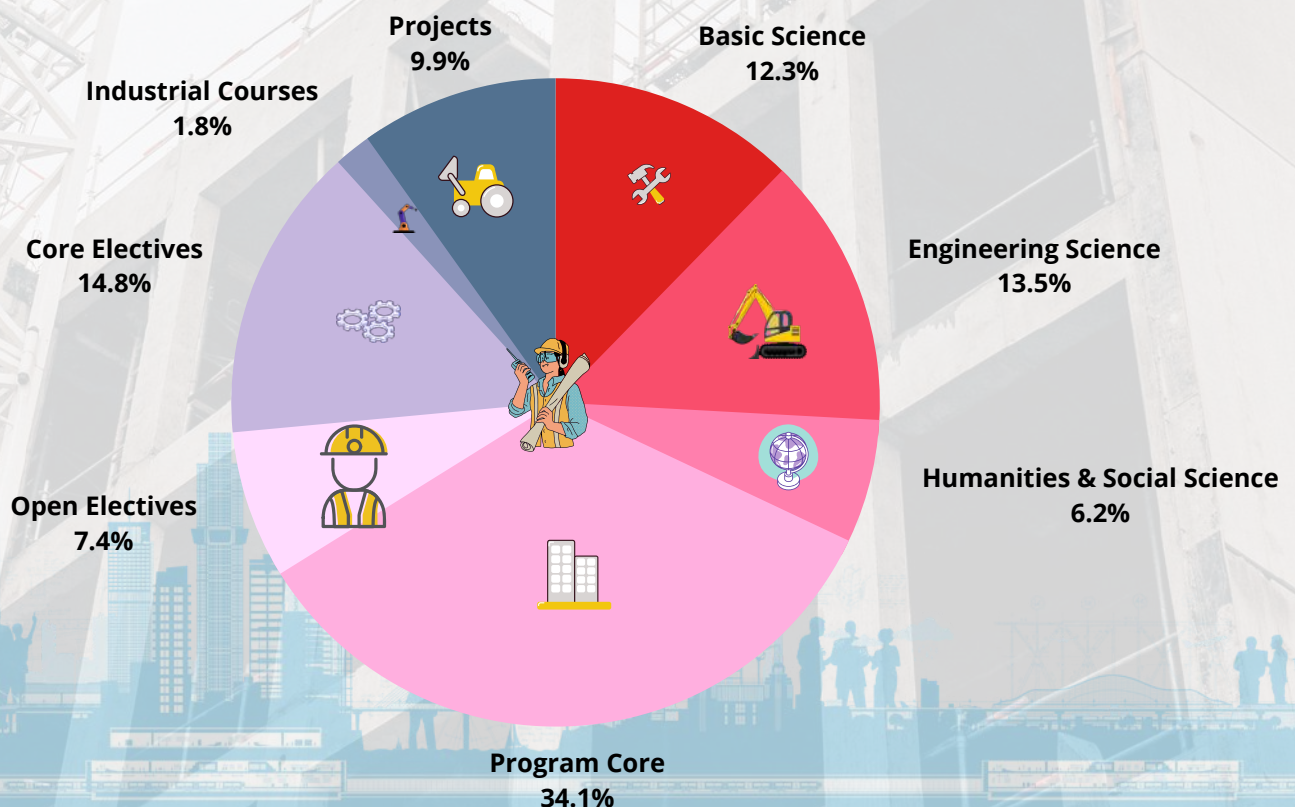 Projects
9.9%
Basic Science
12.3%
Industrial Courses
1.8%
Core Electives
14.8%
Engineering Science
13.5%
Humanities & Social Science
6.2%
Open Electives
7.4%
Program Core
34.1%